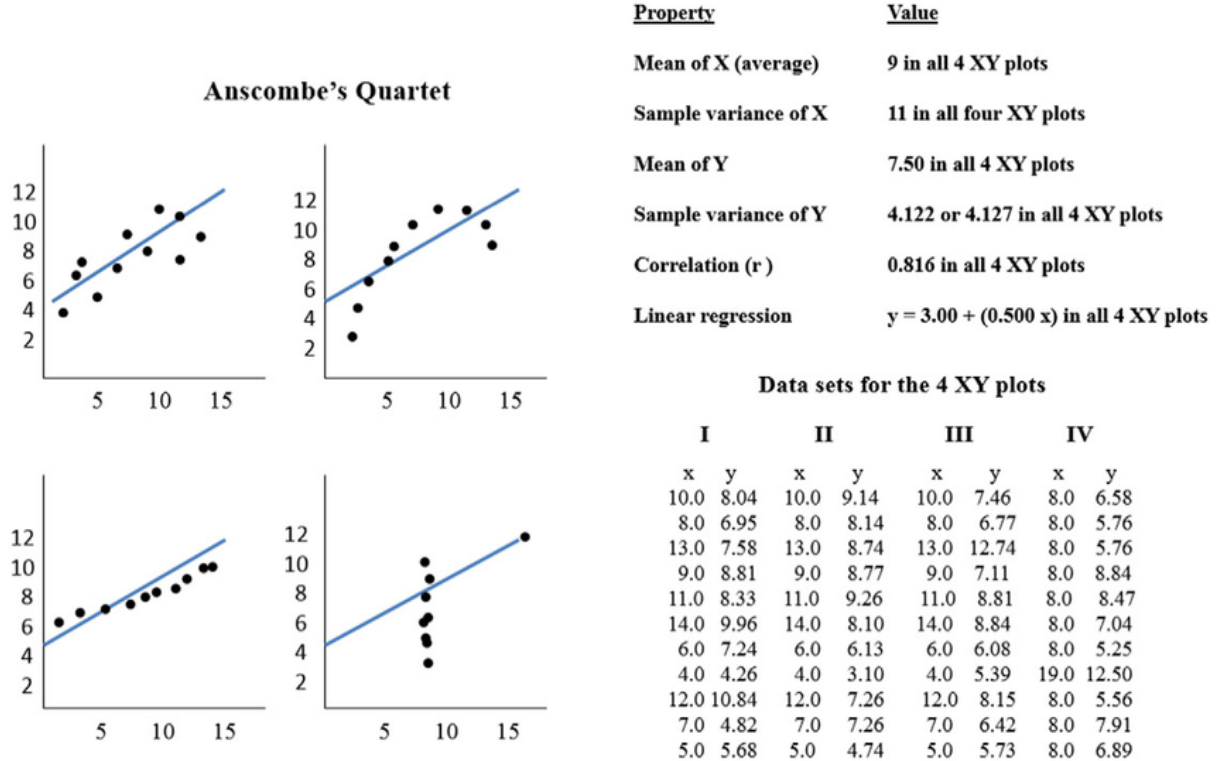 Anscombe’s Quartet
12
10
8
6
4
2
5 10 15
12
10
8
6
4
2
5 10 15
12
10
8
6
4
2
5 10 15
12
10
8
6
4
2
5 10 15
Property Value
Mean of X (average) 9 in all 4 XY plots
Sample variance of X 11 in all four XY plots
Mean of Y 7.50 in all 4 XY plots
Sample variance of Y 4.122 or 4.127 in all 4 XY plots
Correlation (r ) 0.816 in all 4 XY plots
Linear regression y = 3.00 + (0.500 x) in all 4 XY plots
Data sets for the 4 XY plots
I II III IV
x y x y x y x y
10.0 8.04 10.0 9.14 10.0 7.46 8.0 6.58
8.0 6.95 8.0 8.14 8.0 6.77 8.0 5.76
13.0 7.58 13.0 8.74 13.0 12.74 8.0 5.76
9.0 8.81 9.0 8.77 9.0 7.11 8.0 8.84
11.0 8.33 11.0 9.26 11.0 8.81 8.0 8.47
14.0 9.96 14.0 8.10 14.0 8.84 8.0 7.04
6.0 7.24 6.0 6.13 6.0 6.08 8.0 5.25
4.0 4.26 4.0 3.10 4.0 5.39 19.0 12.50
12.0 10.84 12.0 7.26 12.0 8.15 8.0 5.56
7.0 4.82 7.0 7.26 7.0 6.42 8.0 7.91
5.0 5.68 5.0 4.74 5.0 5.73 8.0 6.89